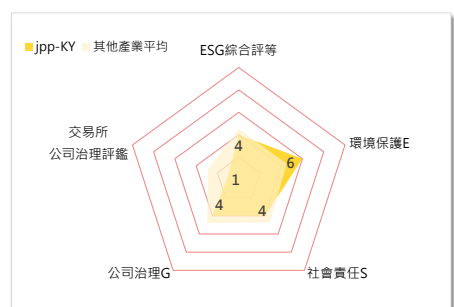 jpp-KY 其他產業平均
ESG綜合評等
交易所
公司治理評鑑
環境保護E
4
6
1
4
4
公司治理G
社會責任S